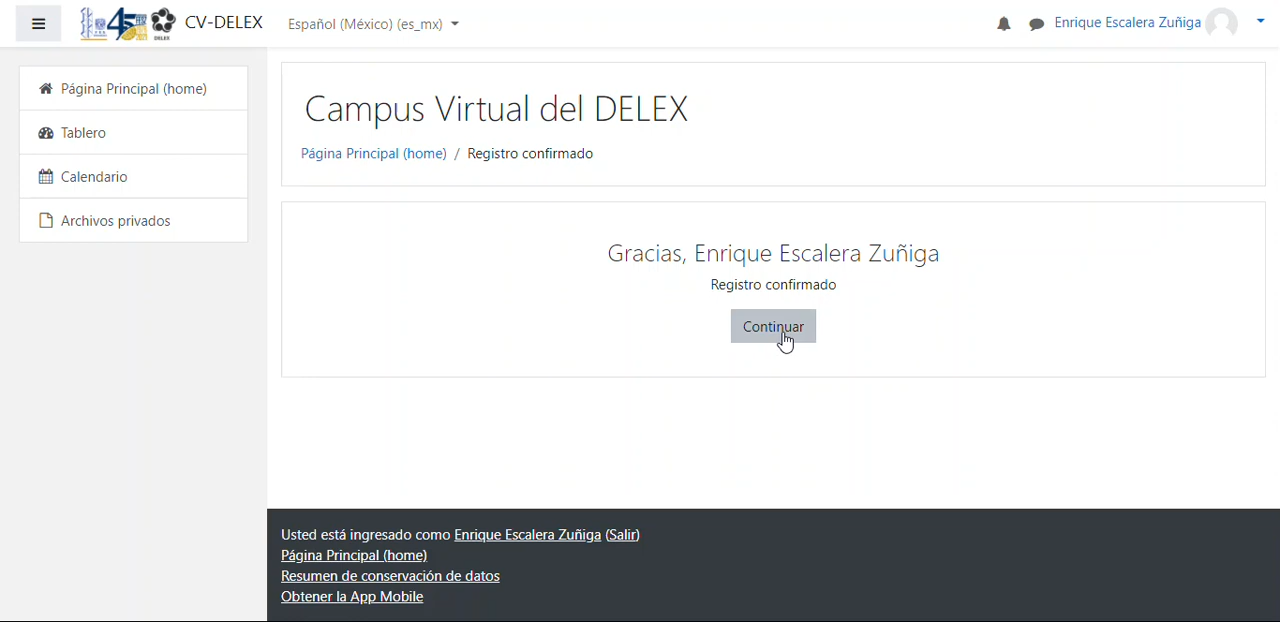 CV-DELEX
Español (México) (es_mx)
Enrique Escalera Zuñiga
45
DELEX
Página Principal (home)
Tablero
Calendario
Archivos privados
Campus Virtual del DELEX
Página Principal (home) / Registro confirmado
Gracias, Enrique Escalera Zuñiga
Registro confirmado
Continuar
Usted está ingresado como Enrique Escalera Zuñiga (Salir)
Página Principal (home)
Resumen de conservación de datos
Obtener la App Mobile